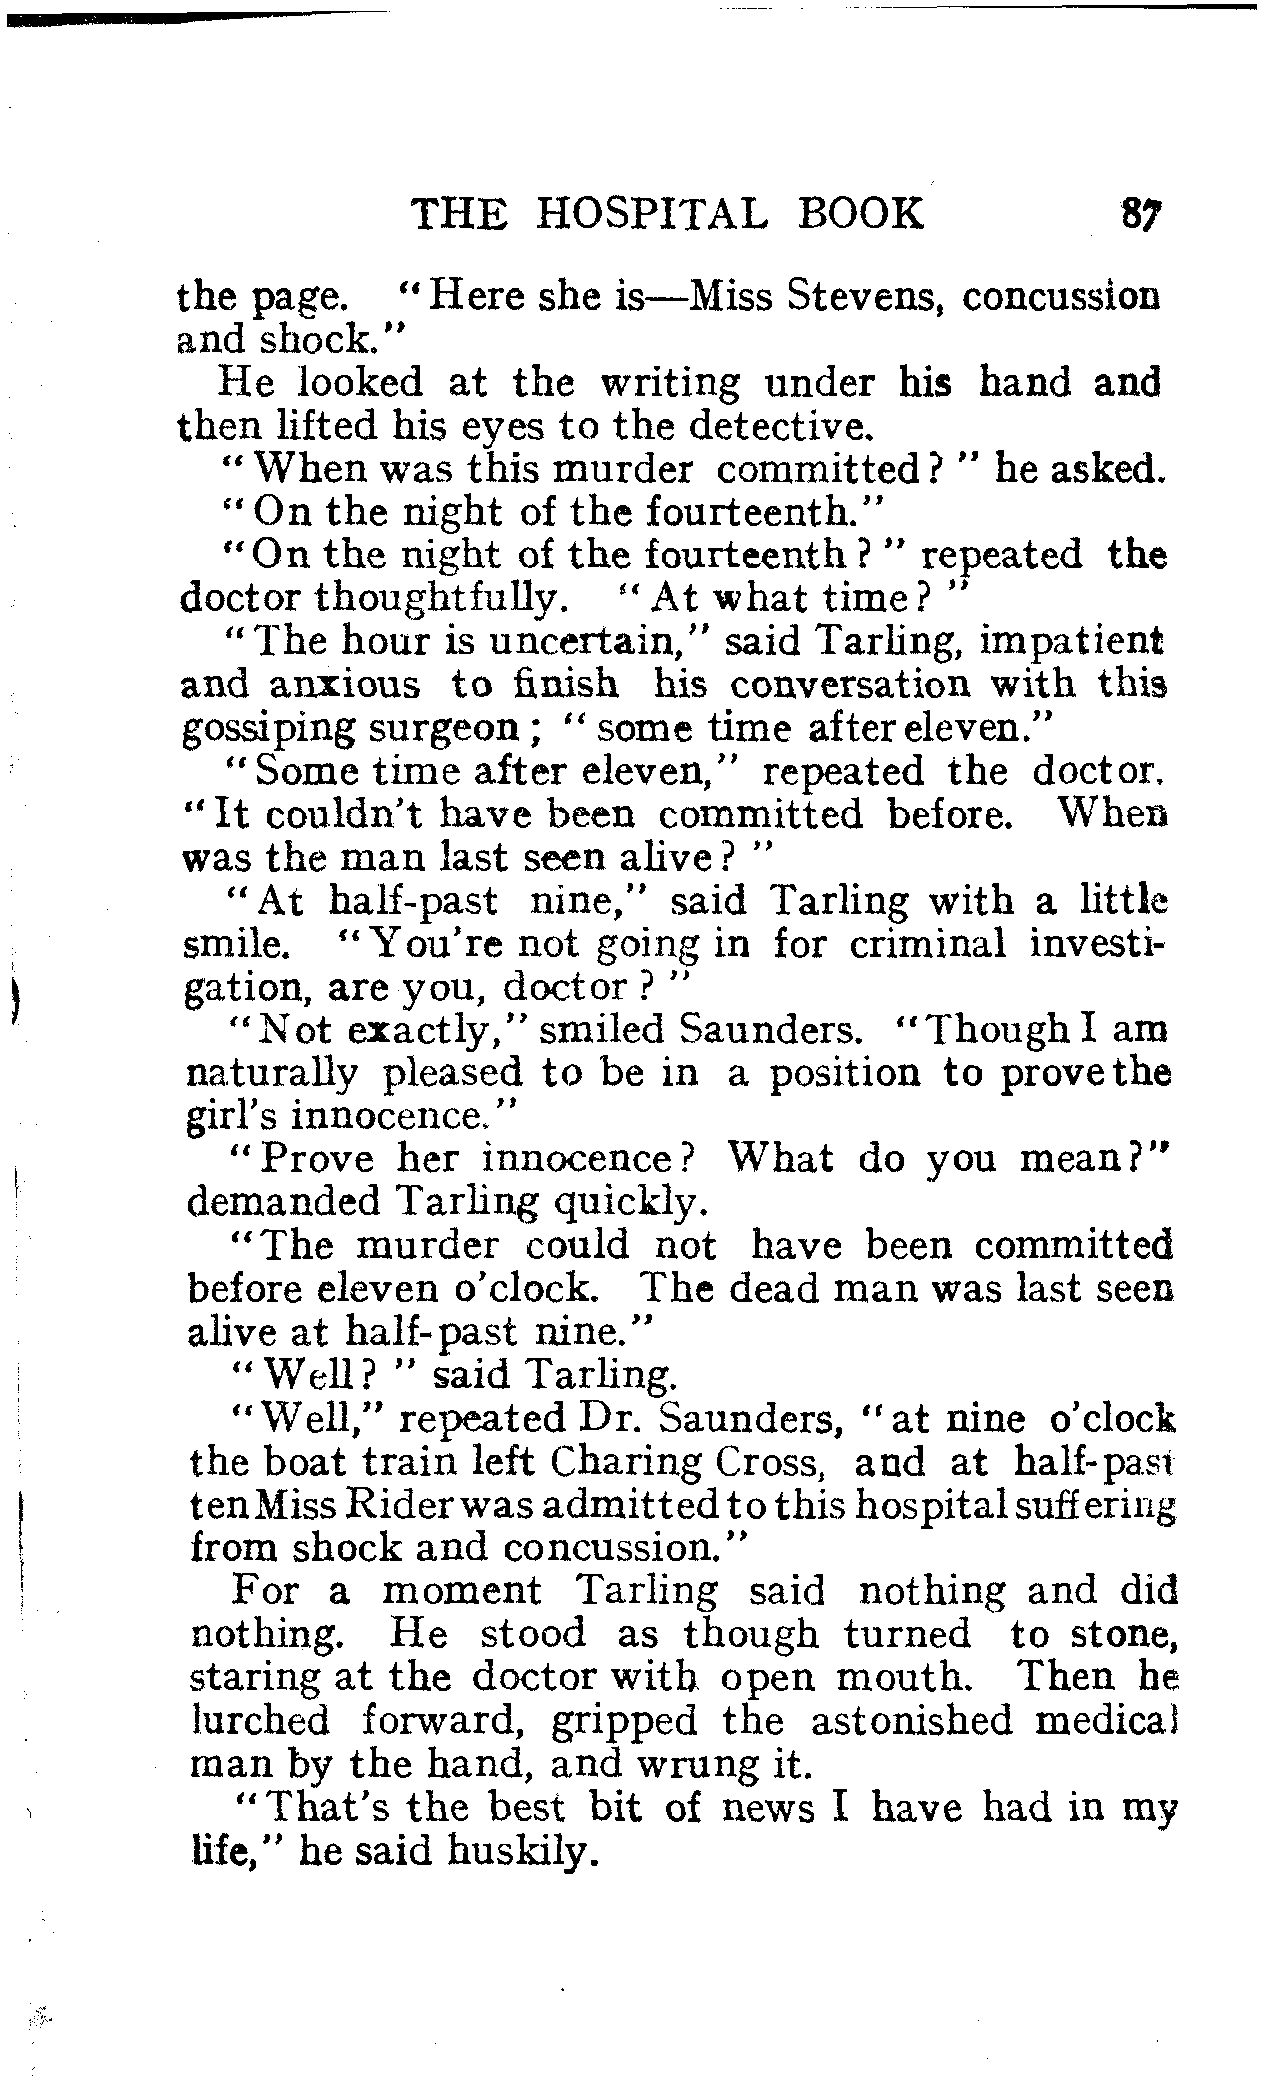 THE HOSPITAL BOOK 87
the page. "Here she is—Miss Stevens, concussion
and shock."
He looked at the writing under his hand and
then lifted his eyes to the detective.
"When was this murder committed?" he asked.
"On the night of the fourteenth."
"On the night of the fourteenth?" repeated the
doctor thoughtfully. "At what time?"
"The hour is uncertain," said Tarling, impatient
and anxious to finish his conversation with this
gossiping surgeon; "some time after eleven."
"Some time after eleven," repeated the doctor.
"It couldn't have been committed before. When
was the man last seen alive?"
"At half-past nine," said Tarling with a little
smile. "You're not going in for criminal investi-
gation, are you, doctor?"
"Not exactly," smiled Saunders. "Though I am
naturally pleased to be in a position to prove the
girl's innocence."
"Prove her innocence? What do you mean?"
demanded Tarling quickly.
"The murder could not have been committed
before eleven o'clock. The dead man was last seen
alive at half-past nine."
"Well?" said Tarling.
"Well," repeated Dr. Saunders, "at nine o'clock
the boat train left Charing Cross, and at half-past
ten Miss Rider was admitted to this hospital suffering
from shock and concussion."
For a moment Tarling said nothing and did
nothing. He stood as though turned to stone,
staring at the doctor with open mouth. Then he
lurched forward, gripped the astonished medical
man by the hand, and wrung it.
"That's the best bit of news I have had in my
life," he said huskily.